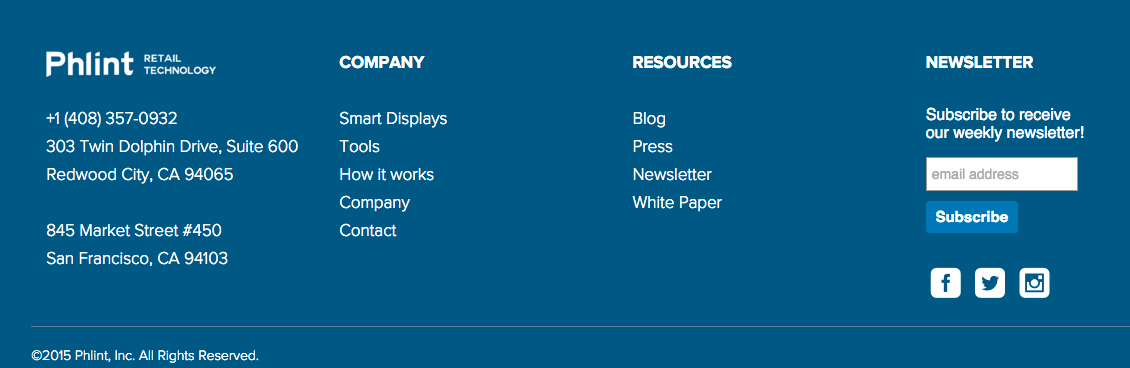 Phlint RETAIL
TECHNOLOGY
+1 (408) 357-0932
303 Twin Dolphin Drive, Suite 600
Redwood City, CA 94065
845 Market Street #450
San Francisco, CA 94103
COMPANY
Smart Displays
Tools
How it works
Company
Contact
RESOURCES
Blog
Press
Newsletter
White Paper
NEWSLETTER
Subscribe to receive
our weekly newsletter!
email address
Subscribe
©2015 Phlint, Inc. All Rights Reserved.